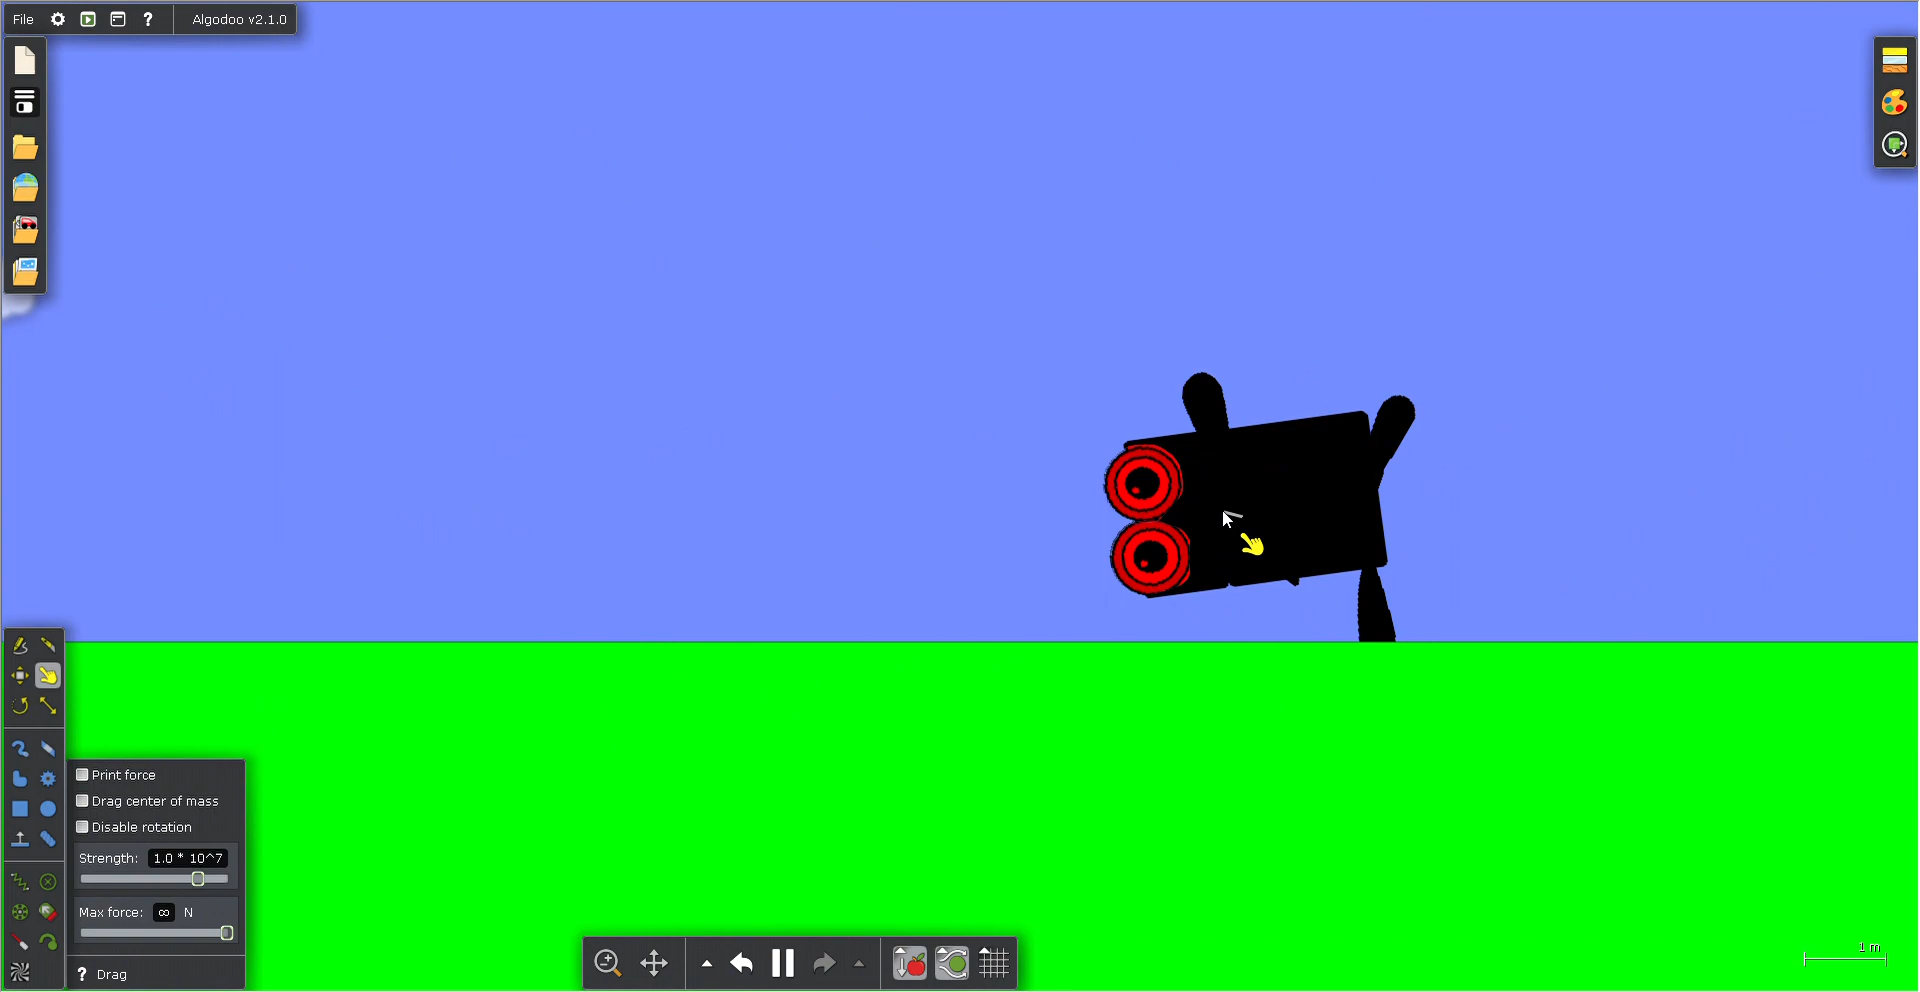 File ? Algodoo v2.1.0
Print force
Drag center of mass
Disable rotation
Strength: 1.0 * 10^7
Max force: ∞ N
? Drag
1 m